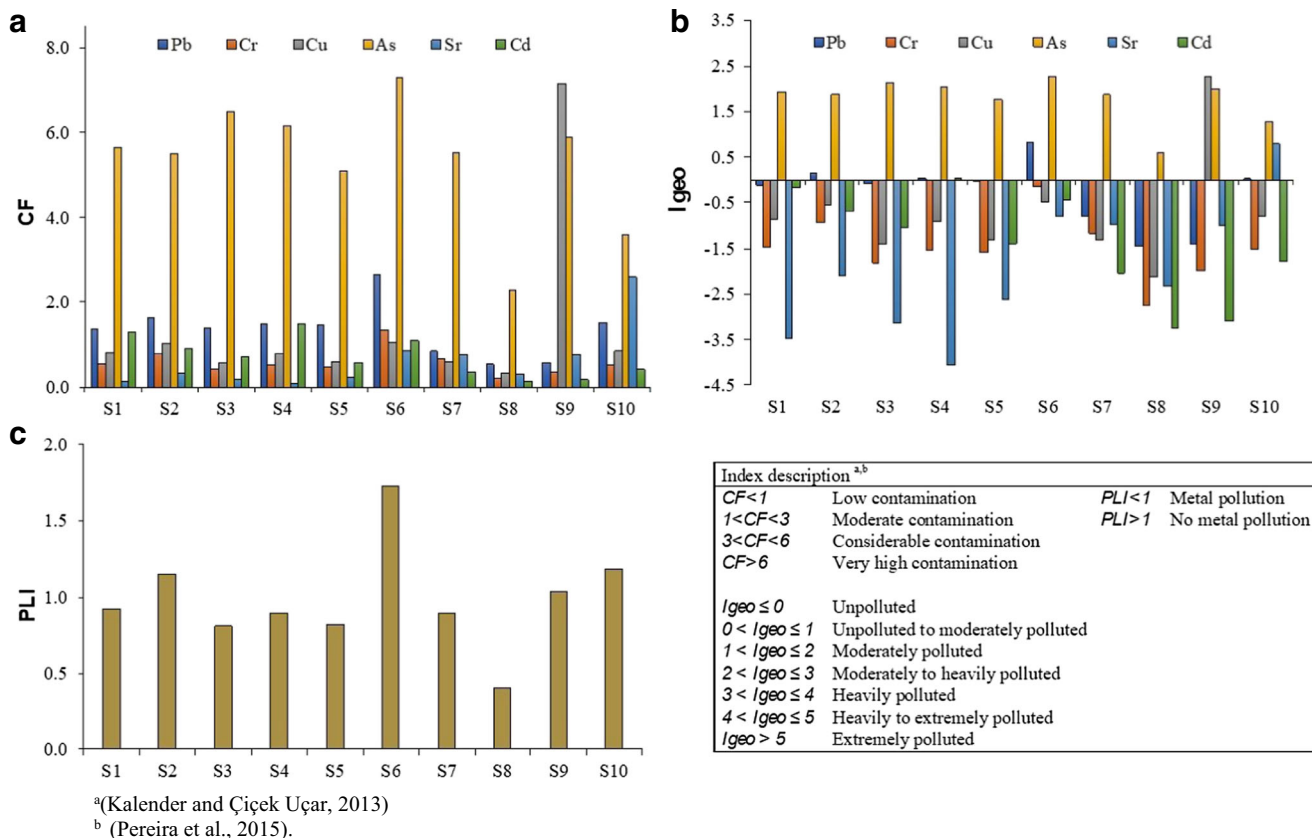 a
8.0
6.0
4.0
2.0
0.0
CF
Pb Cr Cu As Sr Cd
S1 S2 S3 S4 S5 S6 S7 S8 S9 S10
b
3.5
2.5
1.5
0.5
-0.5
-1.5
-2.5
-3.5
-4.5
Igeo
Pb Cr Cu As Sr Cd
S1 S2 S3 S4 S5 S6 S7 S8 S9 S10
c
2.0
1.5
1.0
0.5
0.0
PLI
S1 S2 S3 S4 S5 S6 S7 S8 S9 S10
Index description a,b
CF<1 Low contamination PLI<1 Metal pollution
1<CF<3 Moderate contamination PLI>1 No metal pollution
3<CF<6 Considerable contamination
CF>6 Very high contamination
Igeo ≤ 0 Unpolluted
0 < Igeo ≤ 1 Unpolluted to moderately polluted
1 < Igeo ≤ 2 Moderately polluted
2 < Igeo ≤ 3 Moderately to heavily polluted
3 < Igeo ≤ 4 Heavily polluted
4 < Igeo ≤ 5 Heavily to extremely polluted
Igeo > 5 Extremely polluted
a(Kalender and Çiçek Uçar, 2013)
b (Pereira et al., 2015).